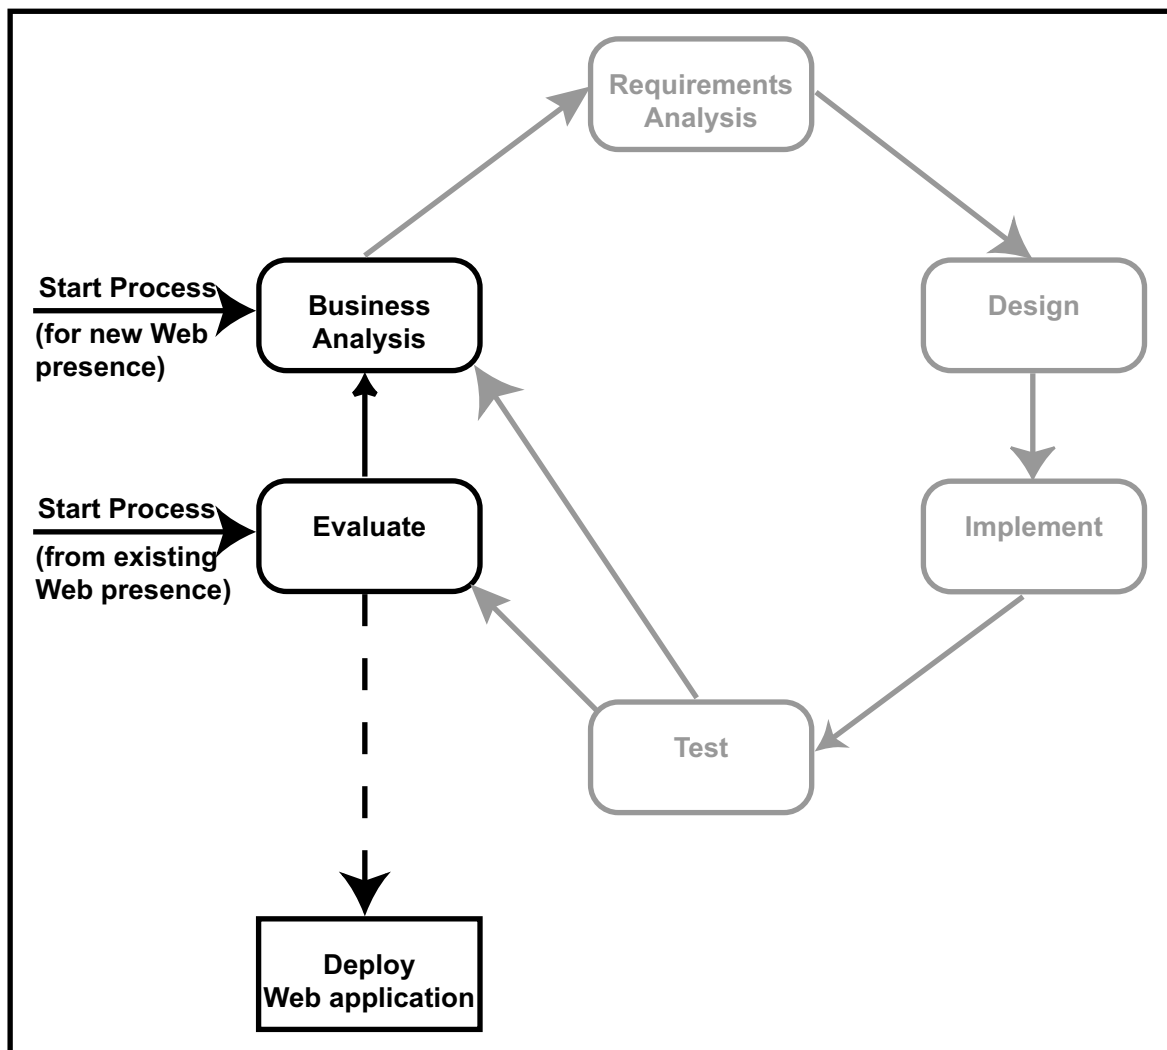 Requirements
Analysis
Start Process
(for new Web
presence)
Business
Analysis
Design
Start Process
(from existing
Web presence)
Evaluate
Implement
Test
Deploy
Web application